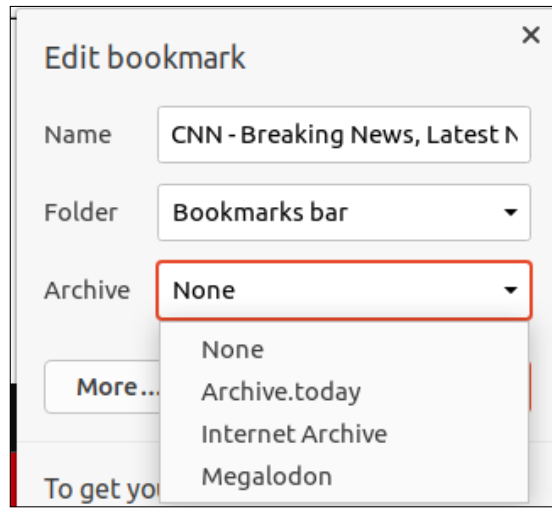 Edit bookmark
Name CNN - Breaking News, Latest N
Folder Bookmarks bar
Archive None
None
Archive.today
Internet Archive
Megalodon
More...
To get you